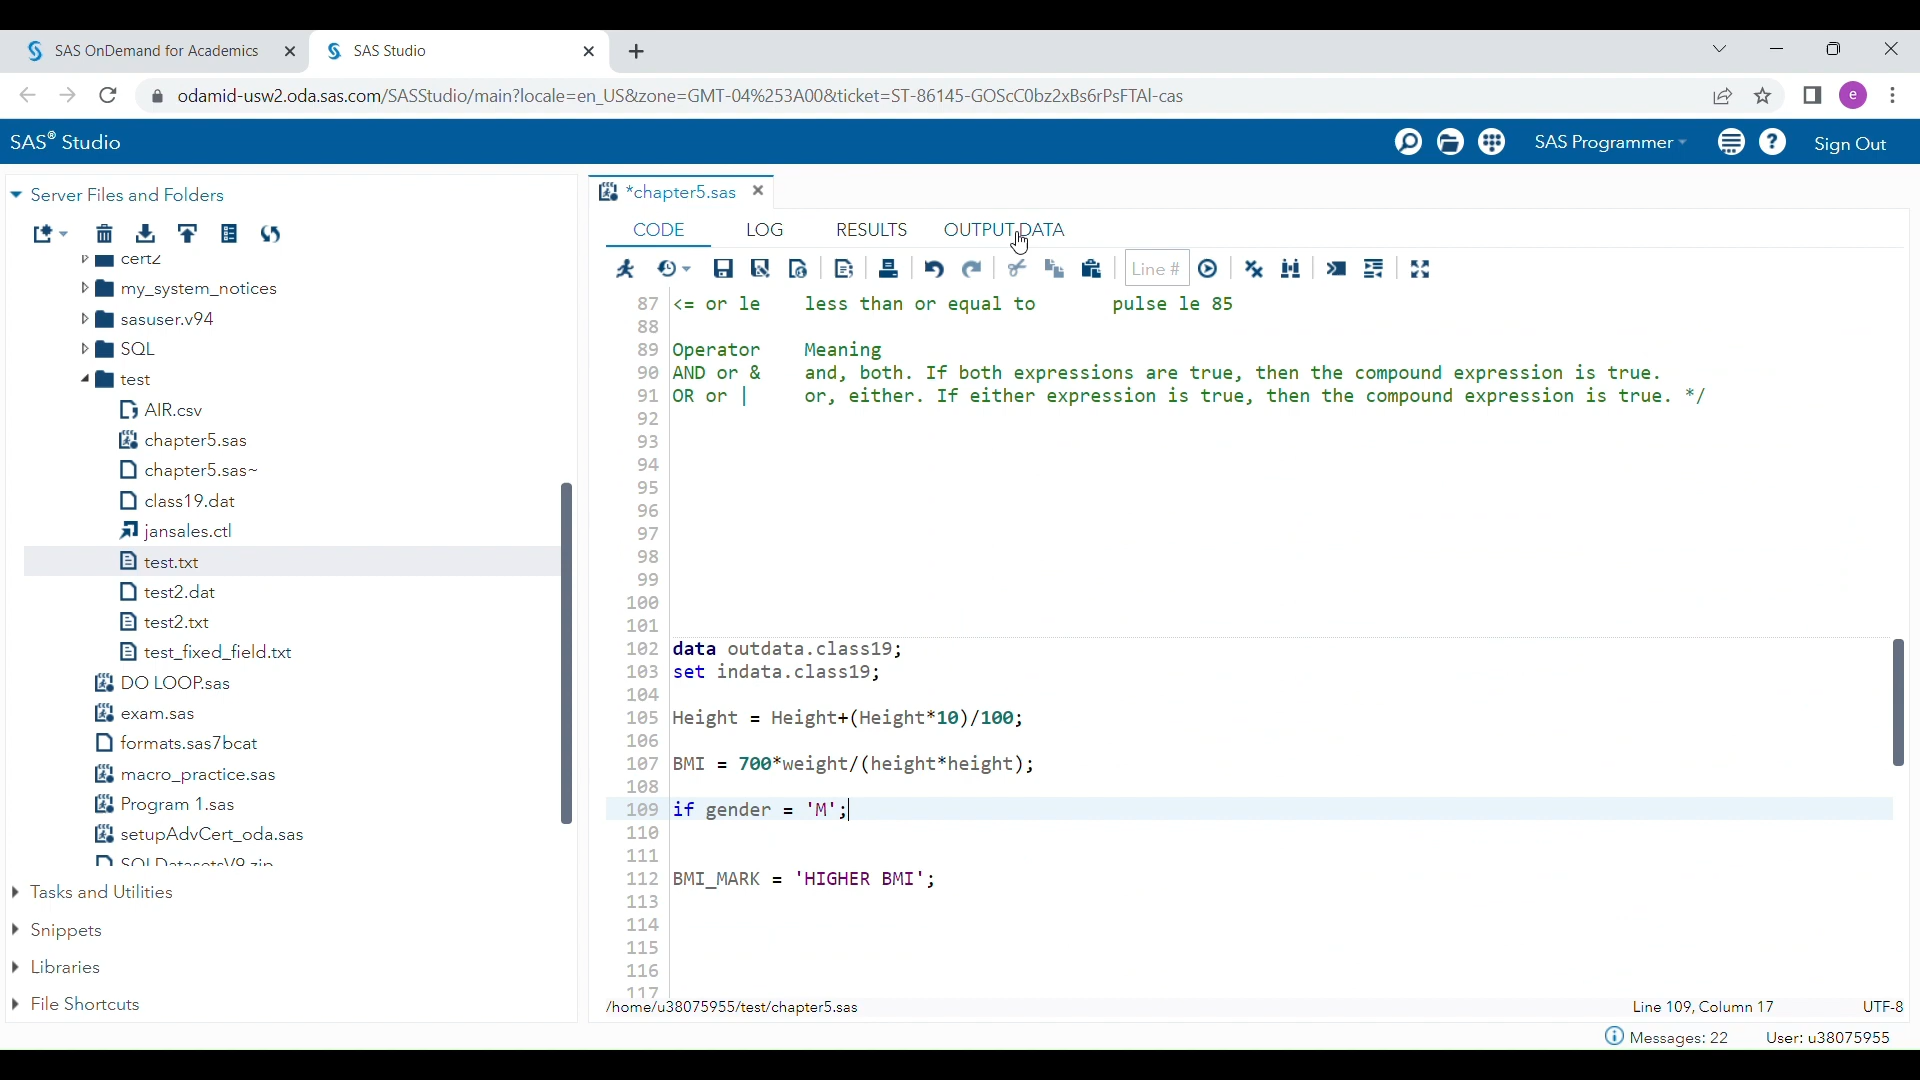 SAS OnDemand for Academics
SAS Studio
odamid-usw2.oda.sas.com/SASStudio/main?locale=en_US&zone=GMT-04%253A00&ticket=ST-86145-GOScC0bz2xBs6rPsFTAl-cas
e
SAS® Studio
SAS Programmer
Sign Out
Server Files and Folders
cert2
my_system_notices
sasuser.v94
SQL
test
AIR.csv
chapter5.sas
chapter5.sas~
class19.dat
jansales.ctl
test.txt
test2.dat
test2.txt
test_fixed_field.txt
DO LOOP.sas
exam.sas
formats.sas7bcat
macro_practice.sas
Program 1.sas
setupAdvCert_oda.sas
SQLDatasetsV9.zip
Tasks and Utilities
Snippets
Libraries
File Shortcuts
*chapter5.sas
CODE LOG RESULTS OUTPUT DATA
Line #
87 <= or le less than or equal to pulse le 85
88
89 Operator Meaning
90 AND or & and, both. If both expressions are true, then the compound expression is true.
91 OR or | or, either. If either expression is true, then the compound expression is true. */
92
93
94
95
96
97
98
99
100
101
102 data outdata.class19;
103 set indata.class19;
104
105 Height = Height+(Height*10)/100;
106
107 BMI = 700*weight/(height*height);
108
109 if gender = 'M';
110
111
112 BMI_MARK = 'HIGHER BMI';
113
114
115
116
117
/home/u38075955/test/chapter5.sas
Line 109, Column 17
UTF-8
Messages: 22
User: u38075955